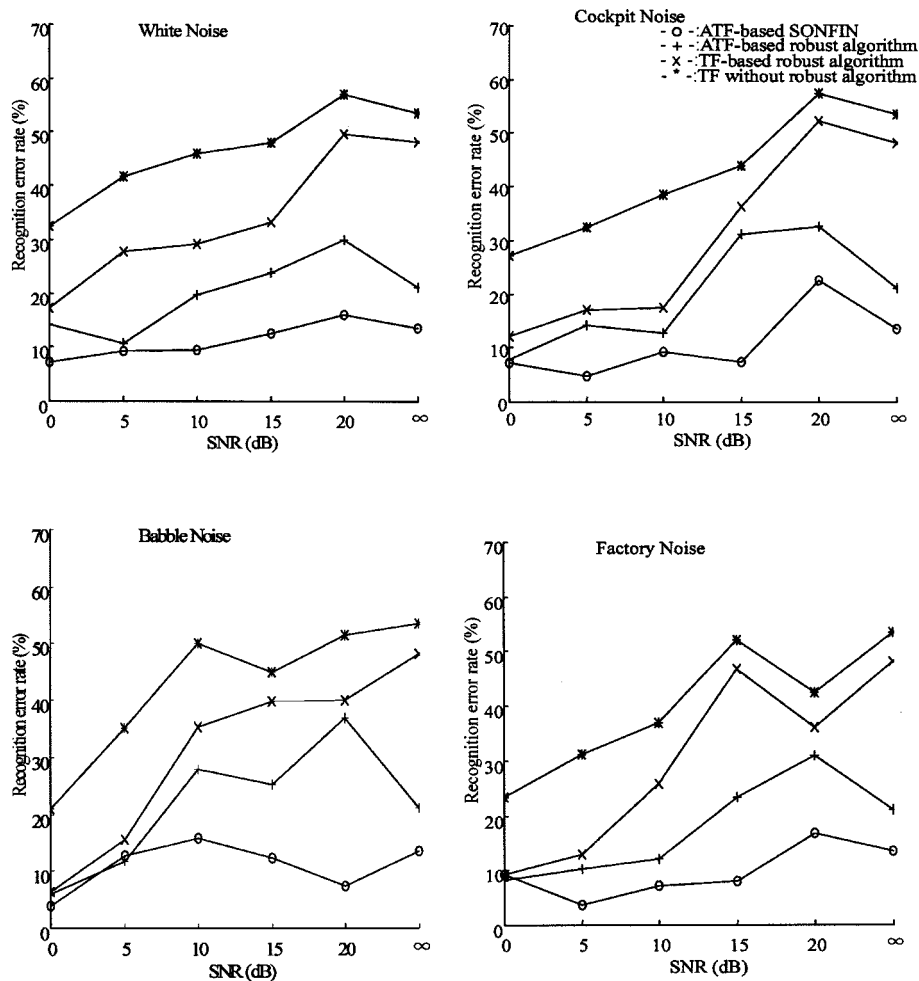 White Noise
70
60
50
40
30
20
10
0
Recognition error rate (%)
0 5 10 15 20 ∞
SNR (dB)
Cockpit Noise
- o -:ATF-based SONFIN
- + -:ATF-based robust algorithm
- x -:TF-based robust algorithm
- * -:TF without robust algorithm
70
60
50
40
30
20
10
0
Recognition error rate (%)
0 5 10 15 20 ∞
SNR (dB)
Babble Noise
70
60
50
40
30
20
10
0
Recognition error rate (%)
0 5 10 15 20 ∞
SNR (dB)
Factory Noise
70
60
50
40
30
20
10
0
Recognition error rate (%)
0 5 10 15 20 ∞
SNR (dB)